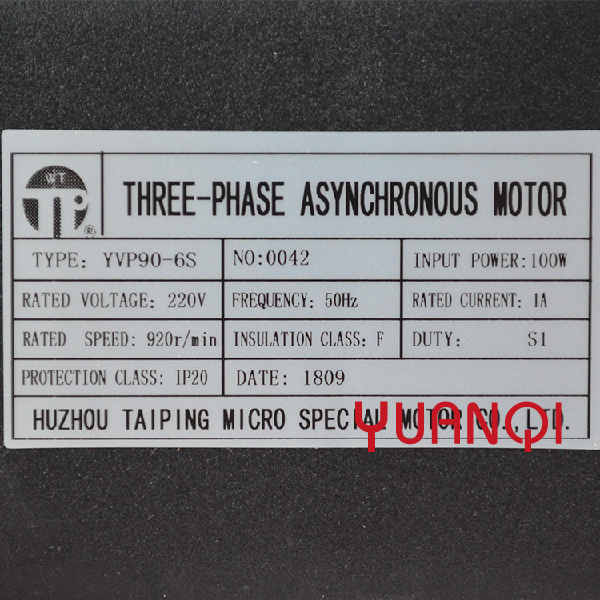 WT
TP ®
THREE-PHASE ASYNCHRONOUS MOTOR
TYPE: YVP90-6S NO:0042 INPUT POWER:100W
RATED VOLTAGE: 220V FREQUENCY: 50Hz RATED CURRENT: 1A
RATED SPEED: 920r/min INSULATION CLASS: F DUTY: S1
PROTECTION CLASS: IP20 DATE: 1809
HUZHOU TAIPING MICRO SPECIAL MOTOR CO.,LTD.
YUANQI